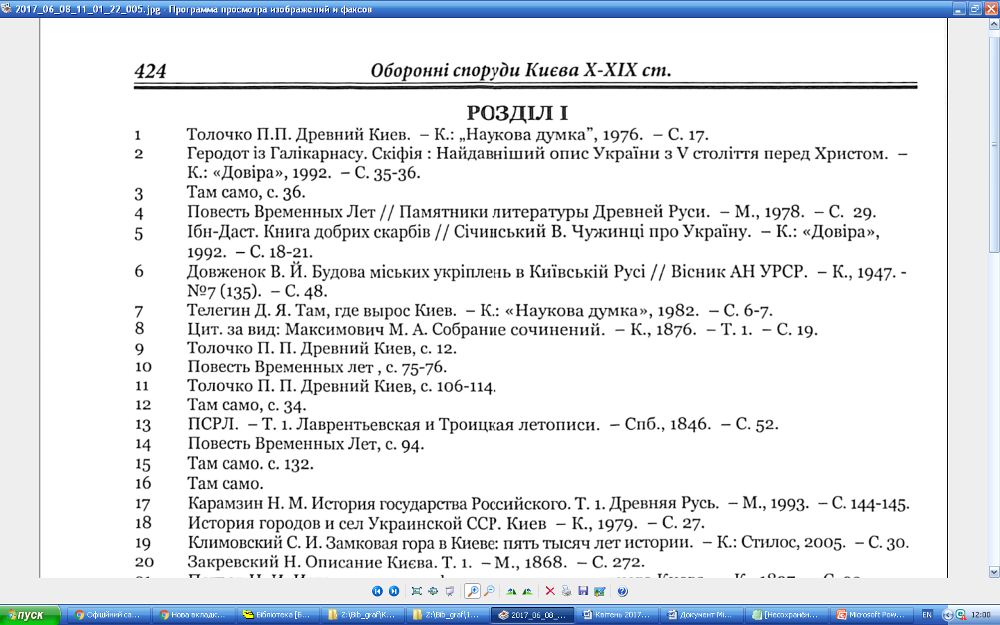 2017_06_08_11_01_22_005.jpg - Программа просмотра изображений и факсов
424 Оборонні споруди Києва X-XIX ст.
РОЗДІЛ I
1 Толочко П.П. Древний Киев. – К.: „Наукова думка”, 1976. – С. 17.
2 Геродот із Галікарнасу. Скіфія : Найдавніший опис України з V століття перед Христом. –
К.: «Довіра», 1992. – С. 35-36.
3 Там само, с. 36.
4 Повесть Временных Лет // Памятники литературы Древней Руси. – М., 1978. – С. 29.
5 Ібн-Даст. Книга добрих скарбів // Січинський В. Чужинці про Україну. – К.: «Довіра»,
1992. – С. 18-21.
6 Довженок В. Й. Будова міських укріплень в Київській Русі // Вісник АН УРСР. – К., 1947. -
№7 (135). – С. 48.
7 Телегин Д. Я. Там, где вырос Киев. – К.: «Наукова думка», 1982. – С. 6-7.
8 Цит. за вид: Максимович М. А. Собрание сочинений. – К., 1876. – Т. 1. – С. 19.
9 Толочко П. П. Древний Киев, с. 12.
10 Повесть Временных лет , с. 75-76.
11 Толочко П. П. Древний Киев, с. 106-114.
12 Там само, с. 34.
13 ПСРЛ. – Т. 1. Лаврентьевская и Троицкая летописи. – Спб., 1846. – С. 52.
14 Повесть Временных Лет, с. 94.
15 Там само. с. 132.
16 Там само.
17 Карамзин Н. М. История государства Российского. Т. 1. Древняя Русь. – М., 1993. – С. 144-145.
18 История городов и сел Украинской ССР. Киев – К., 1979. – С. 27.
19 Климовский С. И. Замковая гора в Киеве: пять тысяч лет истории. – К.: Стилос, 2005. – С. 30.
20 Закревский Н. Описание Києва. Т. 1. – М., 1868. – С. 272.
пуск Офіційний са... Нова вкладк... Бібліотека [Б... Z:\Bib_graf\К... Z:\Bib_graf\1... 2017_06_08_... Квітень 2017... Документ Mi... [Несохранён... Microsoft Pow... EN 12:00